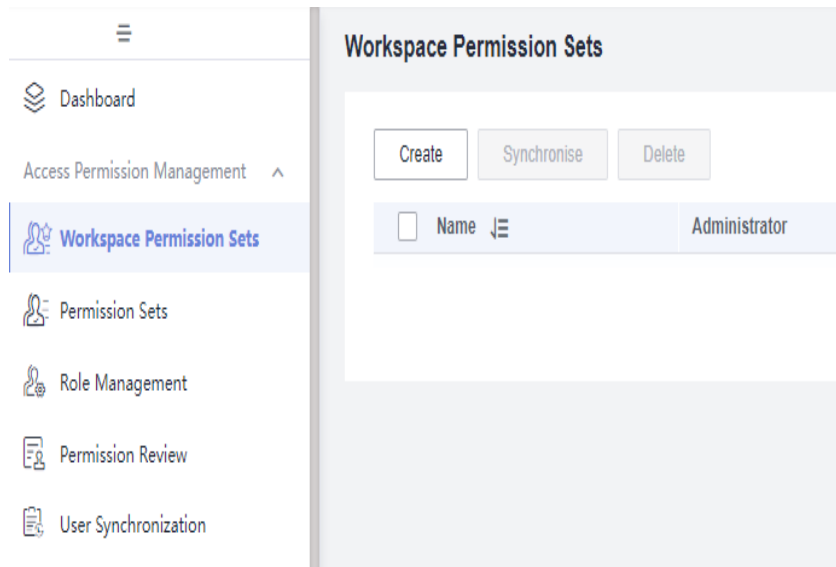 Dashboard
Access Permission Management
Workspace Permission Sets
Permission Sets
Role Management
Permission Review
User Synchronization
Workspace Permission Sets
Create Synchronise Delete
Name Administrator